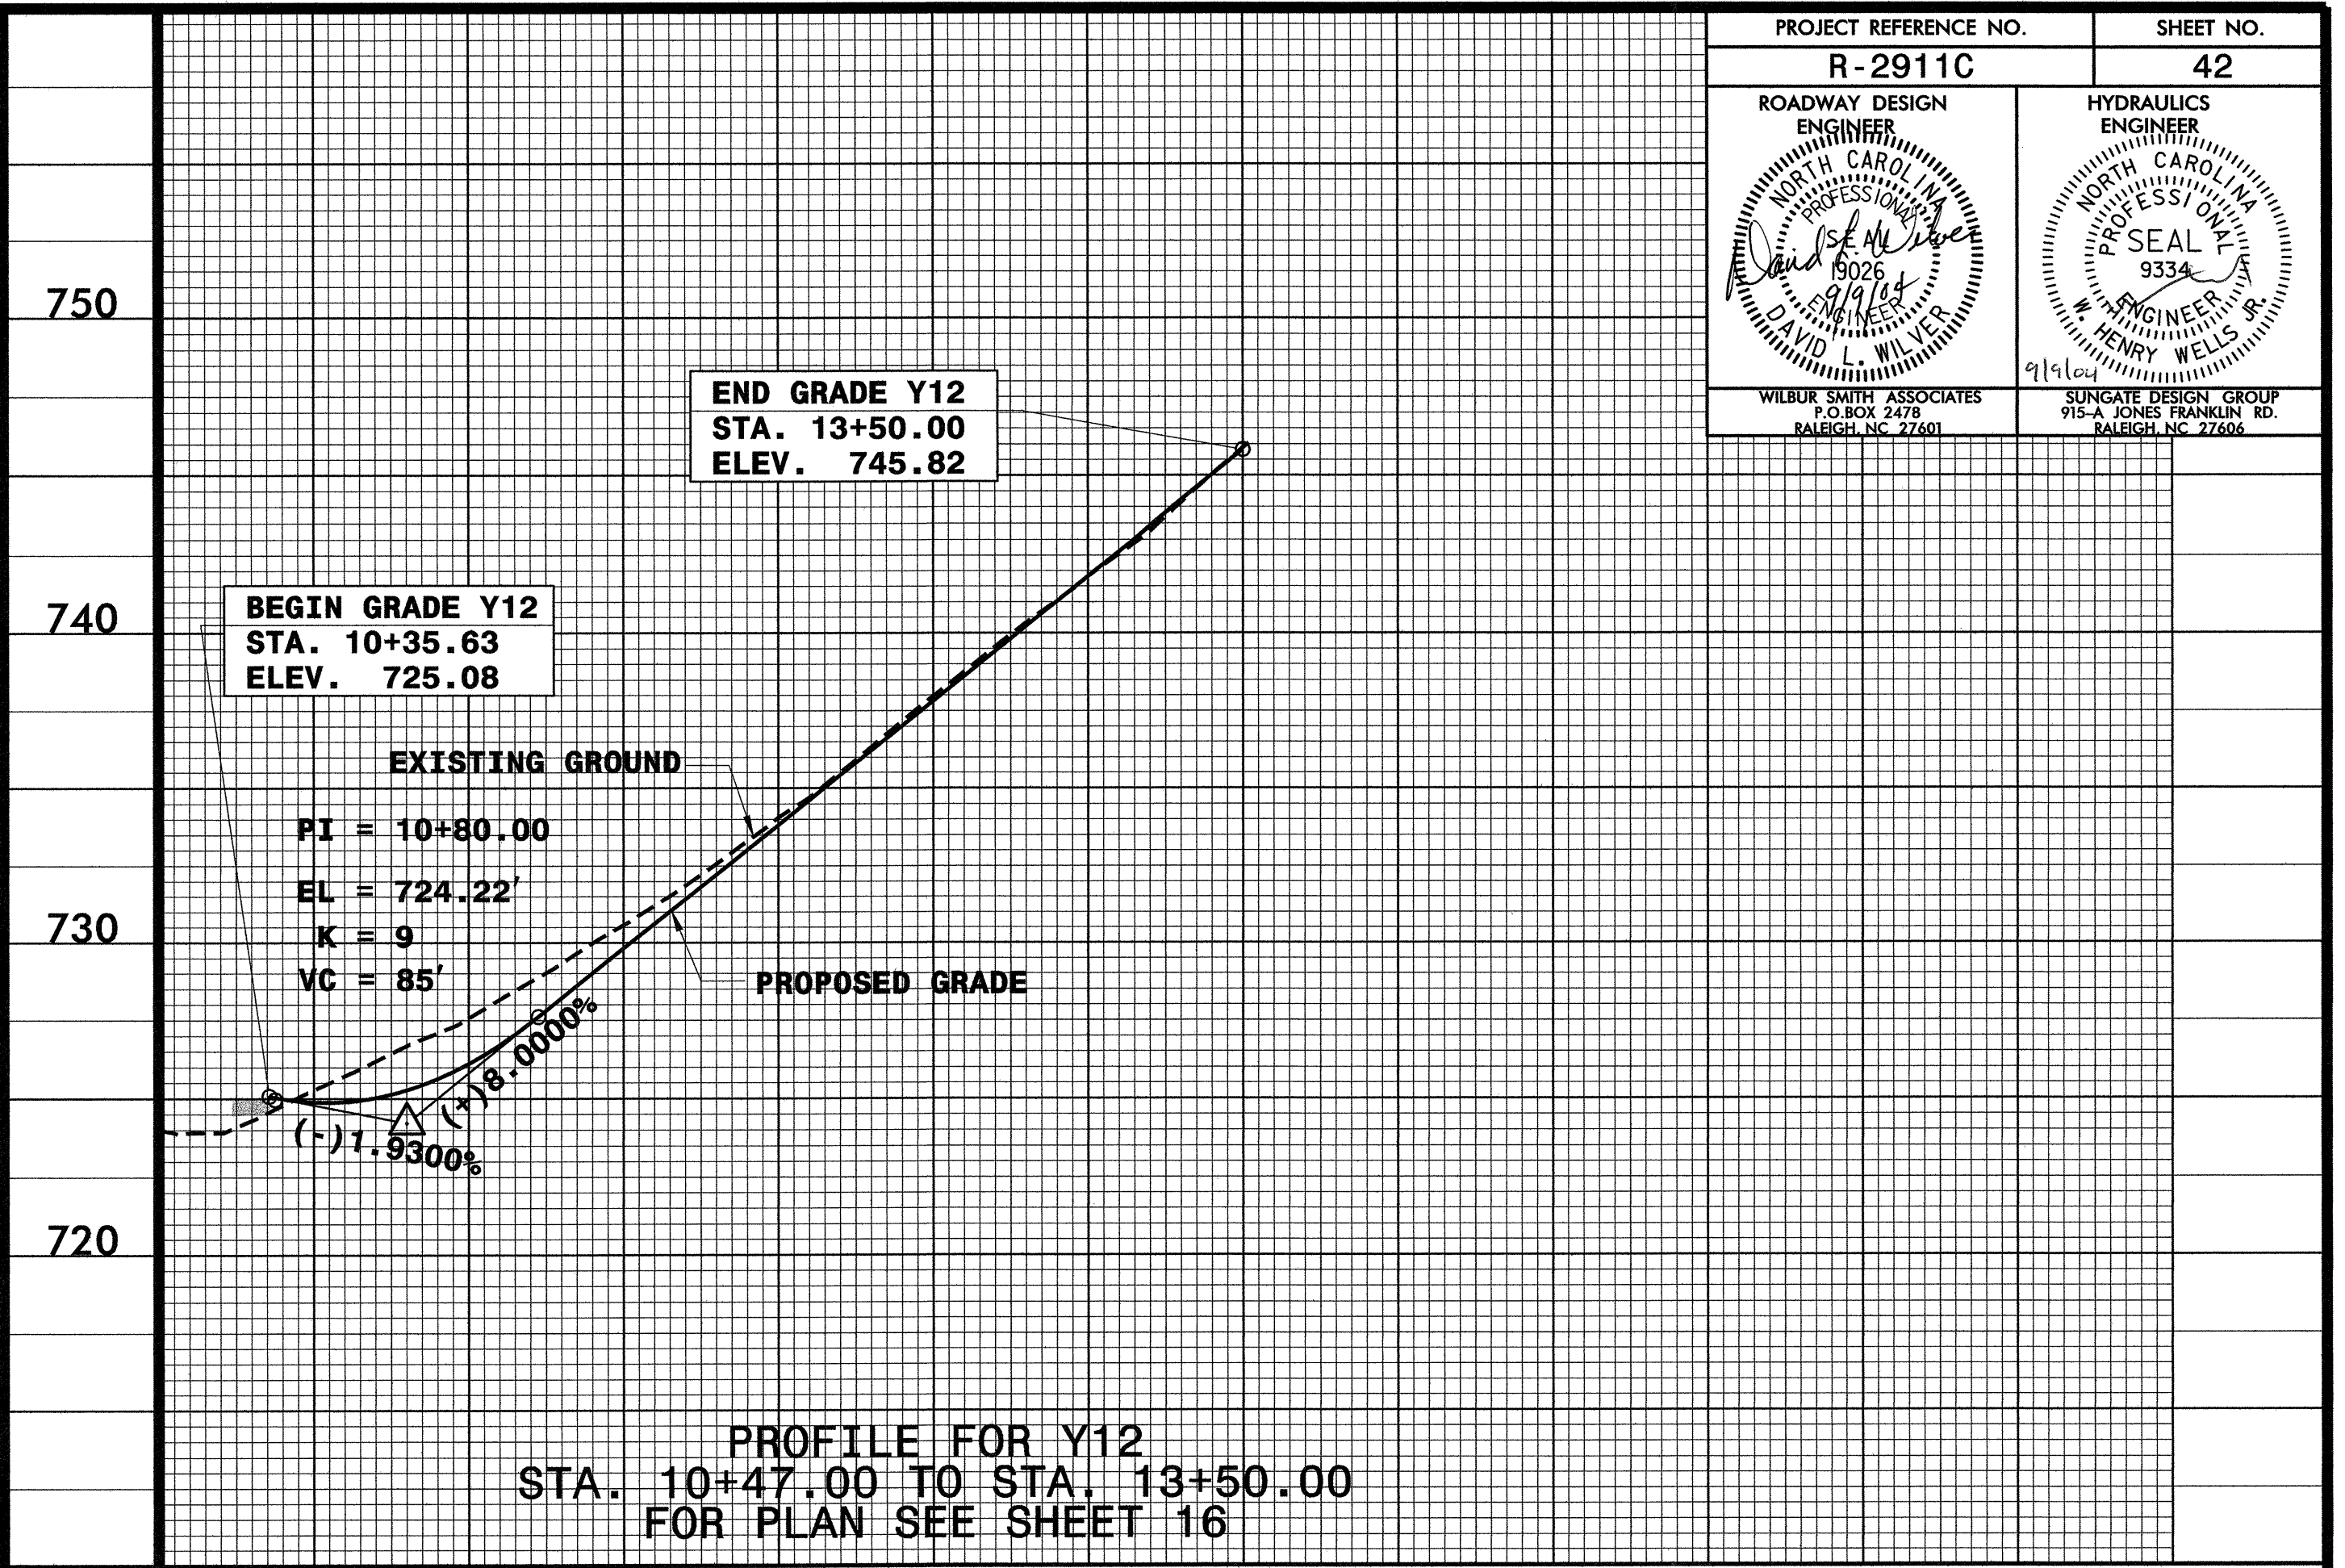 PROJECT REFERENCE NO.
SHEET NO.
R-2911C
42
ROADWAY DESIGN
ENGINEER
HYDRAULICS
ENGINEER
NORTH CAROLINA
PROFESSIONAL
SEAL
19026
9/9/04
ENGINEER
DAVID L. WILVER
David L. Wilver
NORTH CAROLINA
PROFESSIONAL
SEAL
9334
ENGINEER
W. HENRY WELLS JR.
9/9/04
WILBUR SMITH ASSOCIATES
P.O.BOX 2478
RALEIGH, NC 27601
SUNGATE DESIGN GROUP
915-A JONES FRANKLIN RD.
RALEIGH, NC 27606
750
740
730
720
END GRADE Y12
STA. 13+50.00
ELEV. 745.82
BEGIN GRADE Y12
STA. 10+35.63
ELEV. 725.08
EXISTING GROUND
PI = 10+80.00
EL = 724.22'
K = 9
VC = 85'
PROPOSED GRADE
(+)8.0000%
(-)1.9300%
PROFILE FOR Y12
STA. 10+47.00 TO STA. 13+50.00
FOR PLAN SEE SHEET 16